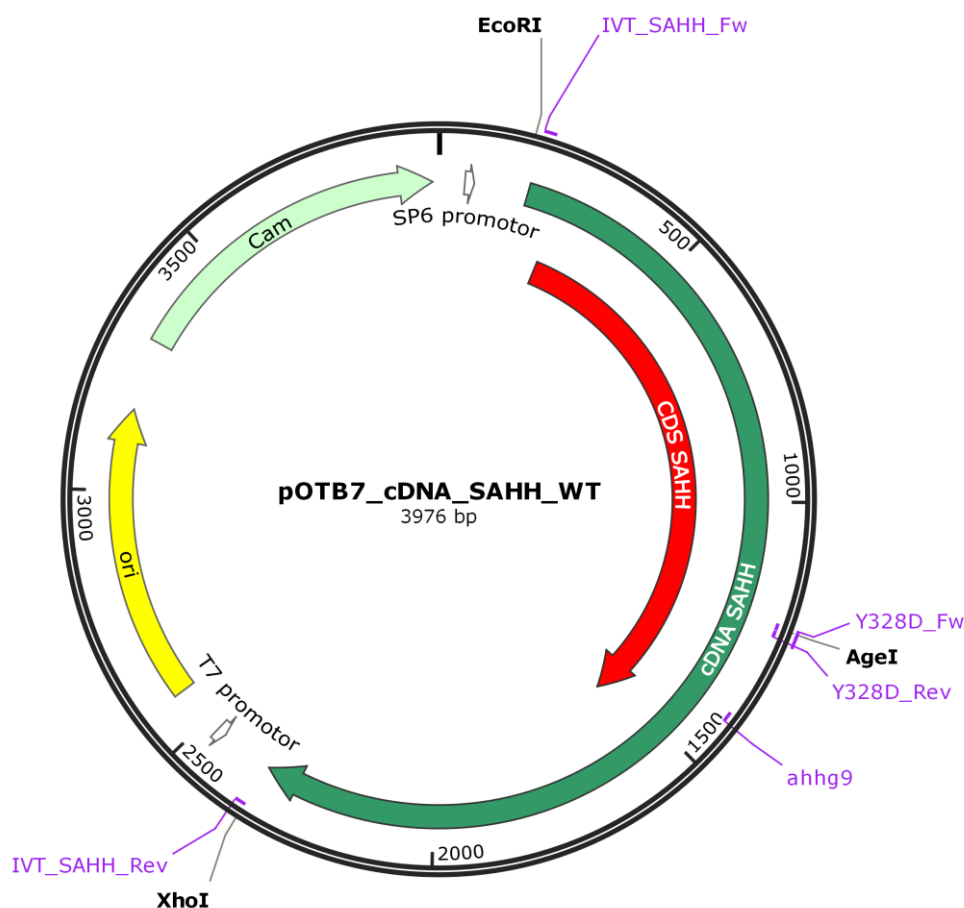 EcoRI
IVT_SAHH_Fw
SP6 promotor
Cam
3500
500
CDS SAHH
1000
pOTB7_cDNA_SAHH_WT
3976 bp
3000
ori
cDNA SAHH
Y328D_Fw
AgeI
Y328D_Rev
T7 promotor
1500
2500
ahhg9
2000
IVT_SAHH_Rev
XhoI